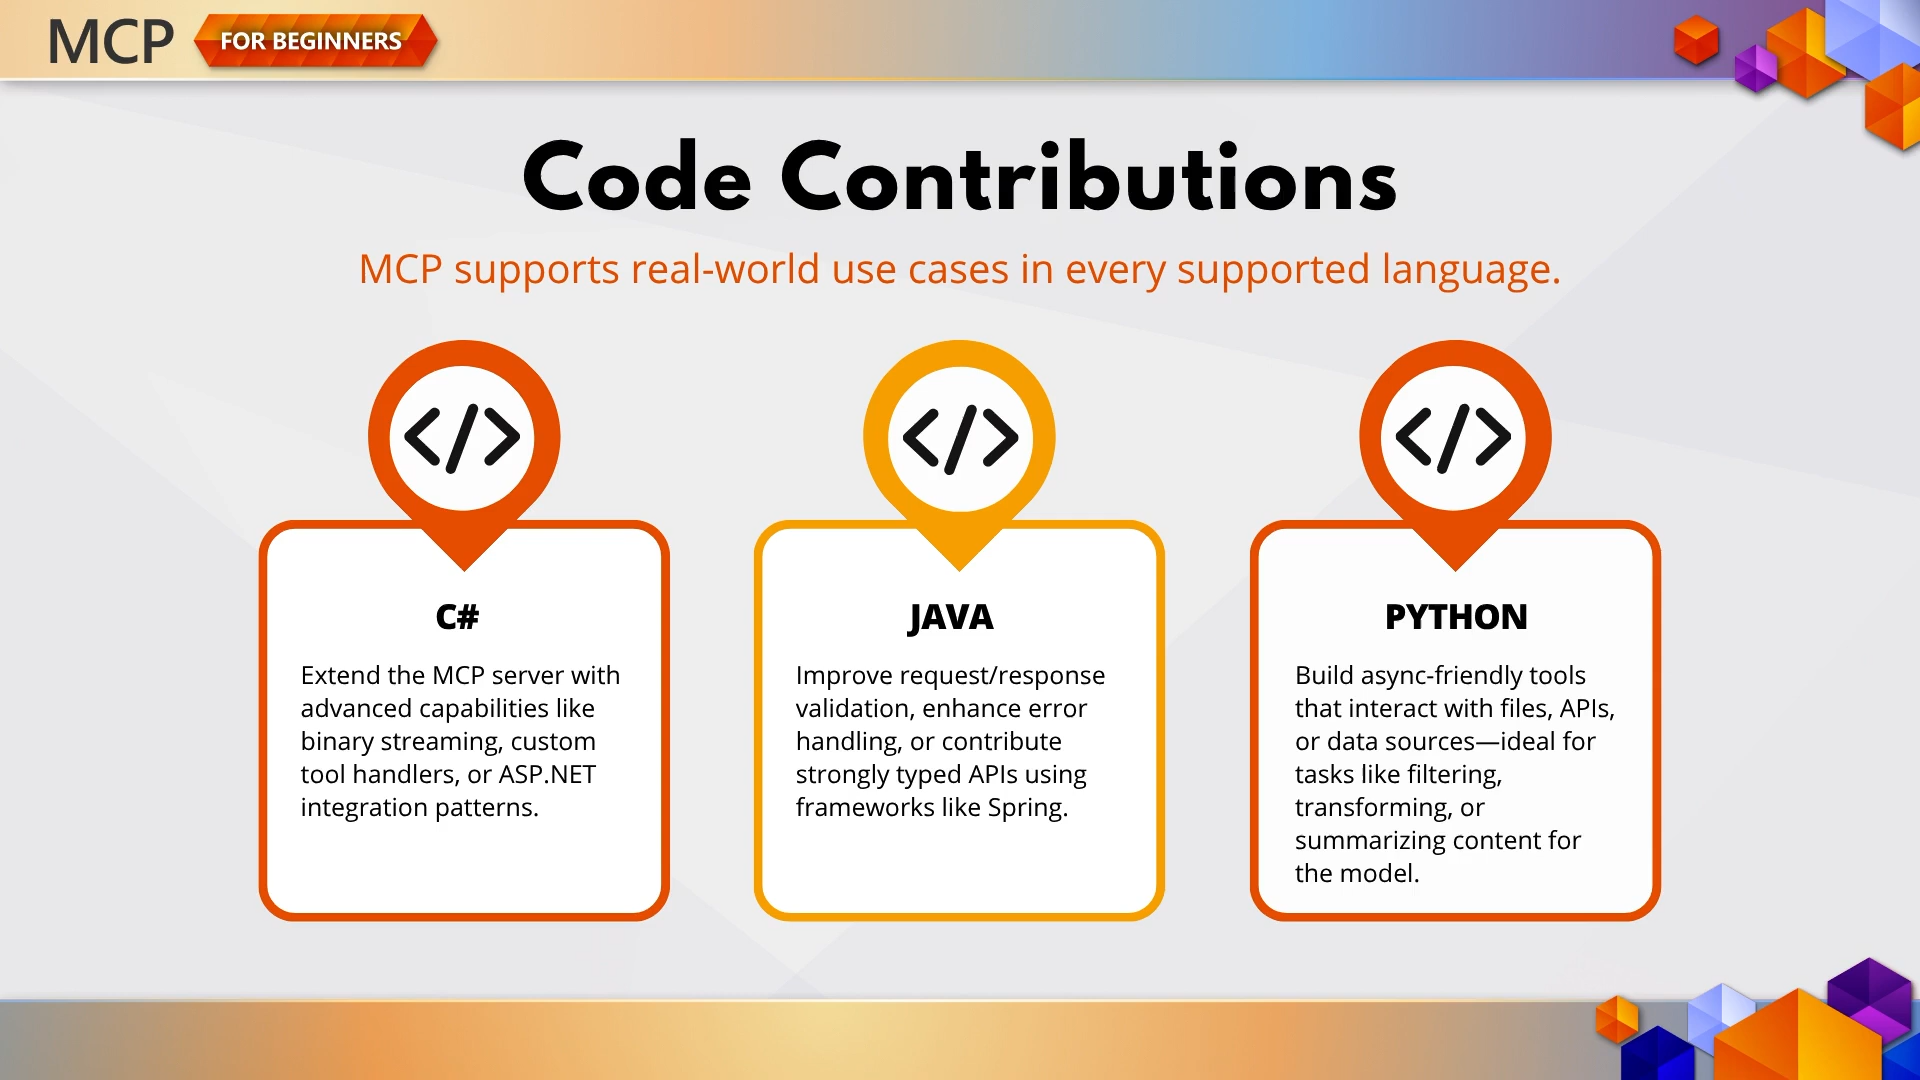 MCP
FOR BEGINNERS
Code Contributions
MCP supports real-world use cases in every supported language.
C#
Extend the MCP server with
advanced capabilities like
binary streaming, custom
tool handlers, or ASP.NET
integration patterns.
JAVA
Improve request/response
validation, enhance error
handling, or contribute
strongly typed APIs using
frameworks like Spring.
PYTHON
Build async-friendly tools
that interact with files, APIs,
or data sources—ideal for
tasks like filtering,
transforming, or
summarizing content for
the model.